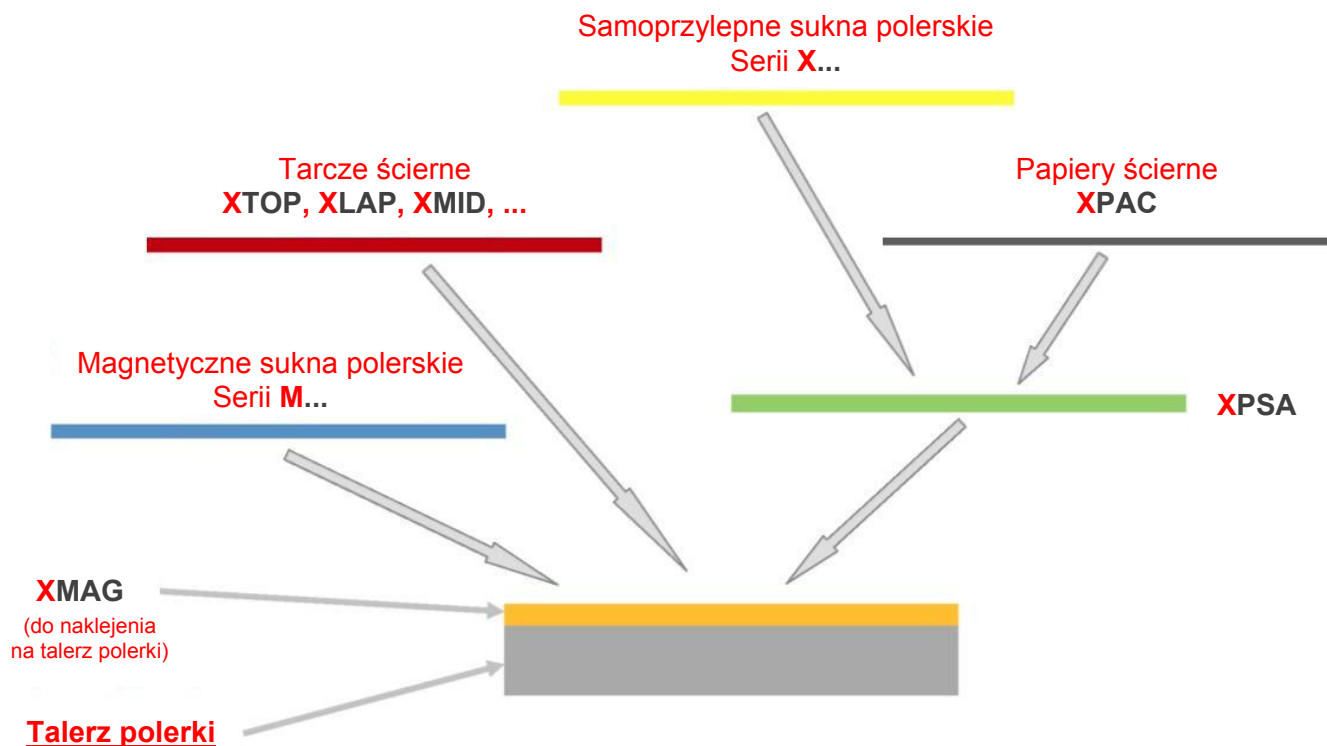 Samoprzylepne sukna polerskie
Serii X...
Tarcze ścierne
XTOP, XLAP, XMID, ...
Papiery ścierne
XPAC
Magnetyczne sukna polerskie
Serii M...
XPSA
XMAG
(do naklejenia
na talerz polerki)
Talerz polerki